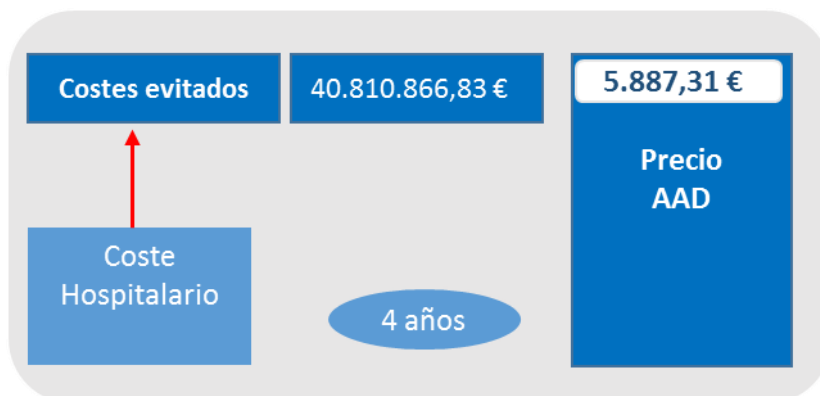 Costes evitados
40.810.866,83 €
5.887,31 €
Precio
AAD
Coste
Hospitalario
4 años